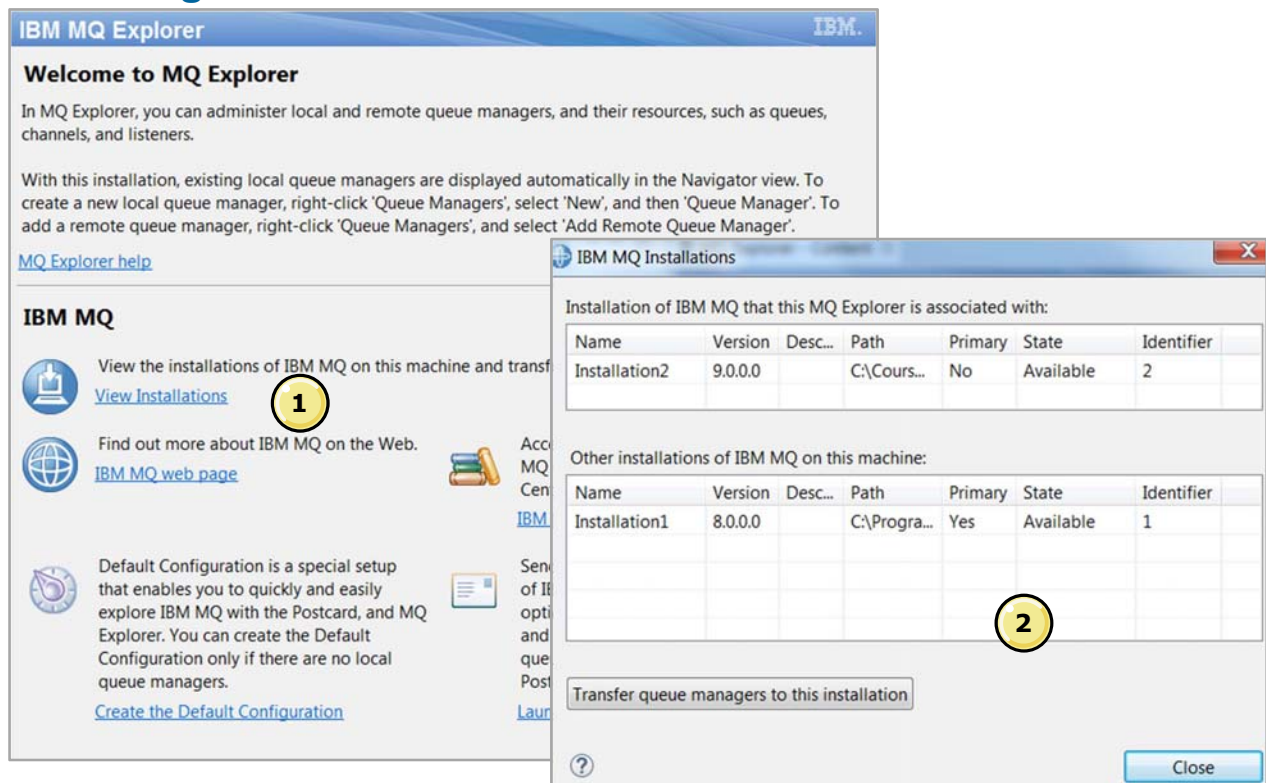 IBM MQ Explorer
IBM.
Welcome to MQ Explorer
In MQ Explorer, you can administer local and remote queue managers, and their resources, such as queues,
channels, and listeners.
With this installation, existing local queue managers are displayed automatically in the Navigator view. To
create a new local queue manager, right-click 'Queue Managers', select 'New', and then 'Queue Manager'. To
add a remote queue manager, right-click 'Queue Managers', and select 'Add Remote Queue Manager'.
MQ Explorer help
IBM MQ
View the installations of IBM MQ on this machine and transf
View Installations
1
Find out more about IBM MQ on the Web.
IBM MQ web page
Acc
MQ
Cen
IBM
Default Configuration is a special setup
that enables you to quickly and easily
explore IBM MQ with the Postcard, and MQ
Explorer. You can create the Default
Configuration only if there are no local
queue managers.
Create the Default Configuration
Sen
of IB
opti
and
que
Post
Laur
IBM MQ Installations
Installation of IBM MQ that this MQ Explorer is associated with:
Name Version Desc... Path Primary State Identifier
Installation2 9.0.0.0 C:\Cours... No Available 2
Other installations of IBM MQ on this machine:
Name Version Desc... Path Primary State Identifier
Installation1 8.0.0.0 C:\Progra... Yes Available 1
2
Transfer queue managers to this installation
?
Close